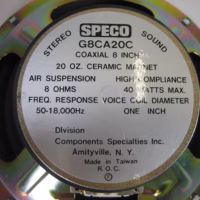 SPECO
STEREO SOUND
G8CA20C
COAXIAL 8 INCH
20 OZ. CERAMIC MAGNET
AIR SUSPENSION HIGH COMPLIANCE
8 OHMS 40 WATTS MAX.
FREQ. RESPONSE VOICE COIL DIAMETER
50-18,000Hz ONE INCH
Division
Components Specialties Inc.
Amityville, N. Y.
Made in Taiwan
R.O.C.